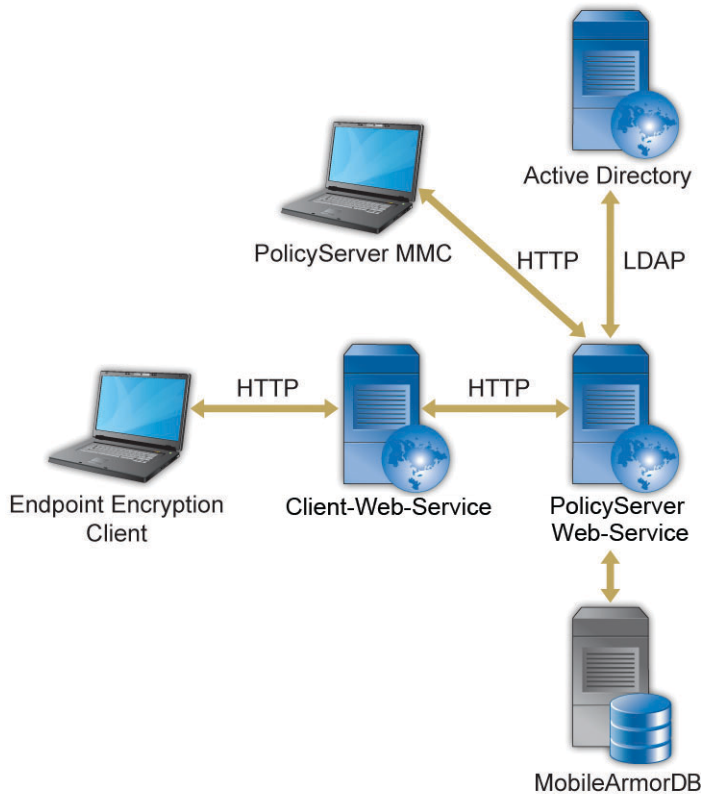 Active Directory
PolicyServer MMC
HTTP
LDAP
HTTP
HTTP
Endpoint Encryption
Client
Client-Web-Service
PolicyServer
Web-Service
MobileArmorDB